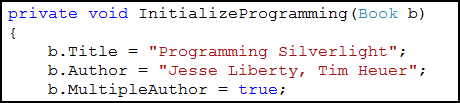 private void InitializeProgramming(Book b)
{
b.Title = "Programming Silverlight";
b.Author = "Jesse Liberty, Tim Heuer";
b.MultipleAuthor = true;